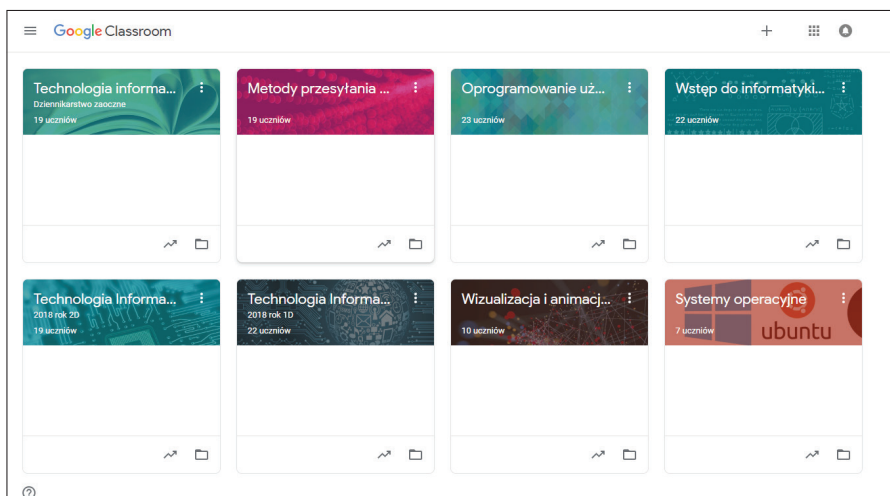 Google Classroom
Technologia informa...
Dziennikarstwo zaoczne
19 uczniów
Metody przesyłania ...
19 uczniów
Oprogramowanie uż...
23 uczniów
Wstęp do informatyki...
22 uczniów
Technologia Informa...
2018 rok 2D
19 uczniów
Technologia Informa...
2018 rok 1D
22 uczniów
Wizualizacja i animacj...
10 uczniów
Systemy operacyjne
7 uczniów
ubuntu